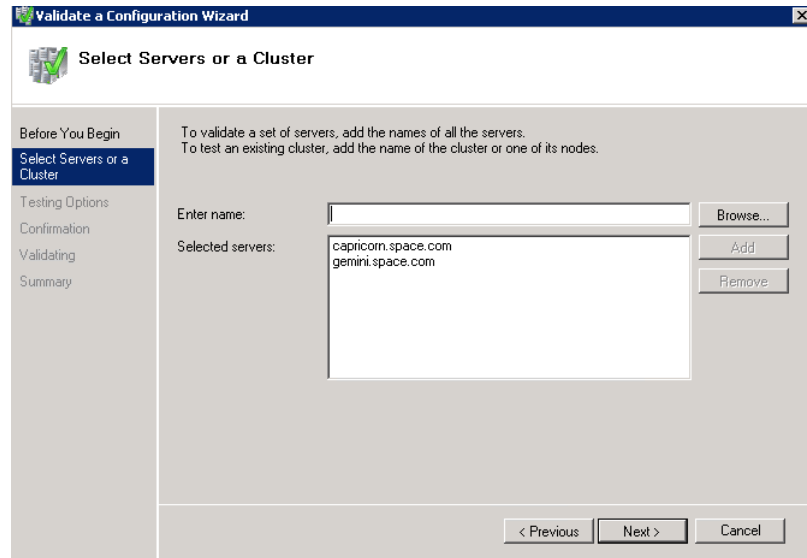 Validate a Configuration Wizard
Select Servers or a Cluster
Before You Begin
Select Servers or a
Cluster
Testing Options
Confirmation
Validating
Summary
To validate a set of servers, add the names of all the servers.
To test an existing cluster, add the name of the cluster or one of its nodes.
Enter name:
Browse...
Selected servers:
capricorn.space.com
gemini.space.com
Add
Remove
< Previous
Next >
Cancel